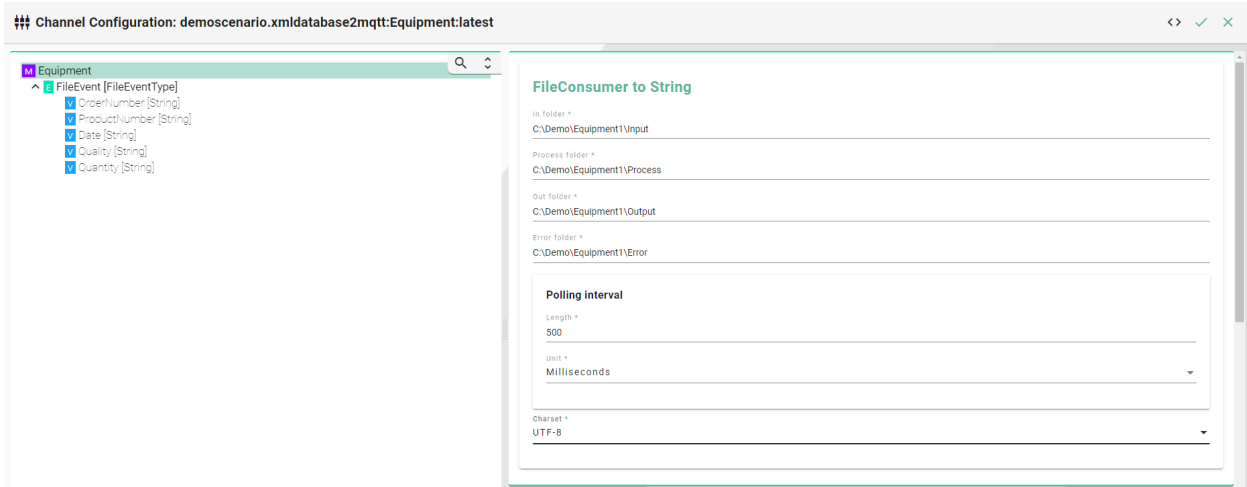 Channel Configuration: demoscenario.xmldatabase2mqtt:Equipment:latest
M Equipment
E FileEvent [FileEventType]
V OrderNumber [String]
V ProductNumber [String]
V Date [String]
V Quality [String]
V Quantity [String]
FileConsumer to String
In folder *
C:\Demo\Equipment1\Input
Process folder *
C:\Demo\Equipment1\Process
Out folder *
C:\Demo\Equipment1\Output
Error folder *
C:\Demo\Equipment1\Error
Polling interval
Length *
500
Unit *
Milliseconds
Charset *
UTF-8